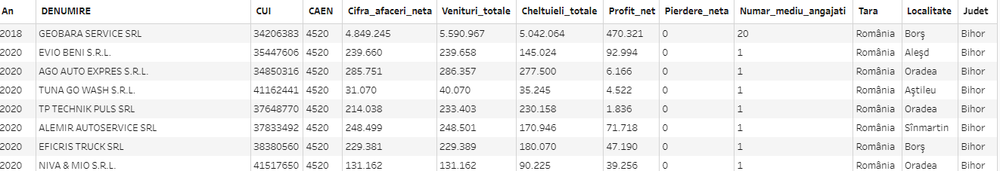 An DENUMIRE CUI CAEN Cifra_afaceri_neta Venituri_totale Cheltuieli_totale Profit_net Pierdere_neta Numar_mediu_angajati Tara Localitate Judet
2018 GEOBARA SERVICE SRL 34206383 4520 4.849.245 5.590.967 5.042.064 470.321 0 20 România Borş Bihor
2020 EVIO BENI S.R.L. 35447606 4520 239.660 239.658 145.024 92.994 0 1 România Aleşd Bihor
2020 AGO AUTO EXPRES S.R.L. 34850316 4520 285.751 286.357 277.500 6.166 0 1 România Oradea Bihor
2020 TUNA GO WASH S.R.L. 41162441 4520 31.070 40.070 35.245 4.522 0 1 România Aştileu Bihor
2020 TP TECHNIK PULS SRL 37648770 4520 214.038 233.403 230.158 1.836 0 1 România Oradea Bihor
2020 ALEMIR AUTOSERVICE SRL 37833492 4520 248.499 248.501 170.946 71.718 0 1 România Sînmartin Bihor
2020 EFICRIS TRUCK SRL 38380560 4520 229.381 229.389 180.070 47.190 0 1 România Borş Bihor
2020 NIVA & MIO S.R.L. 41517650 4520 131.162 131.162 90.225 39.256 0 1 România Oradea Bihor